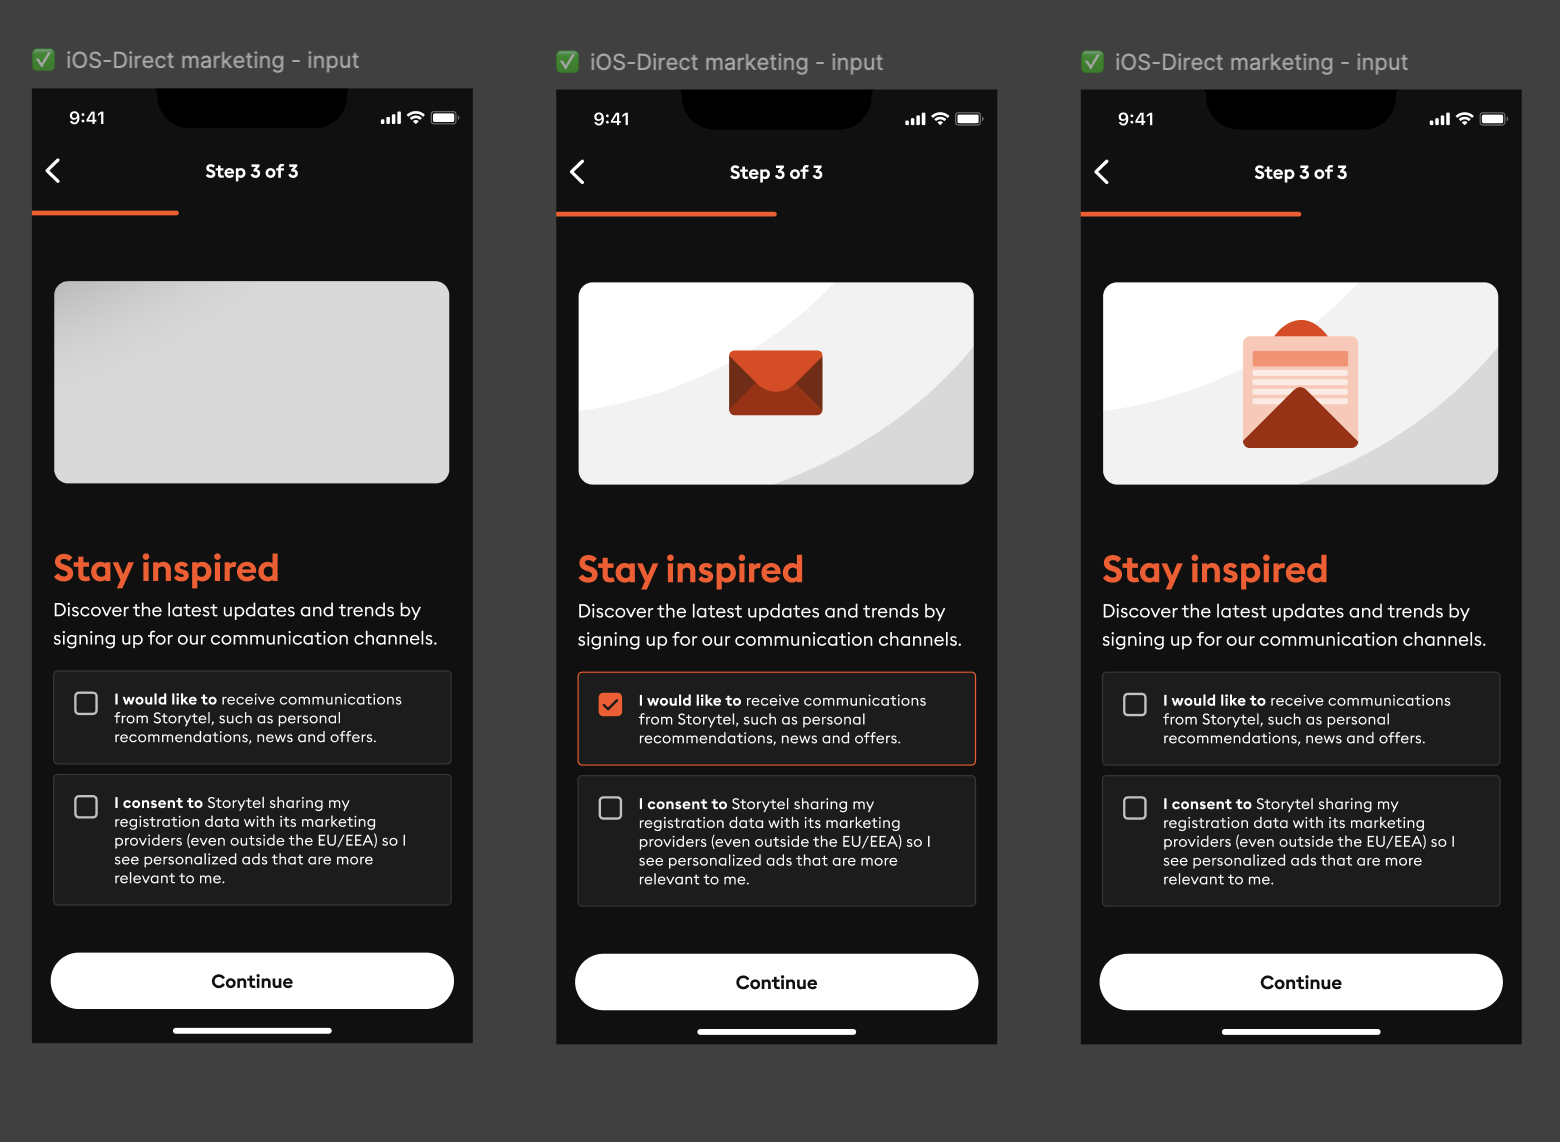 iOS-Direct marketing - input
9:41
Step 3 of 3
Stay inspired
Discover the latest updates and trends by
signing up for our communication channels.
I would like to receive communications
from Storytel, such as personal
recommendations, news and offers.
I consent to Storytel sharing my
registration data with its marketing
providers (even outside the EU/EEA) so I
see personalized ads that are more
relevant to me.
Continue
iOS-Direct marketing - input
9:41
Step 3 of 3
Stay inspired
Discover the latest updates and trends by
signing up for our communication channels.
I would like to receive communications
from Storytel, such as personal
recommendations, news and offers.
I consent to Storytel sharing my
registration data with its marketing
providers (even outside the EU/EEA) so I
see personalized ads that are more
relevant to me.
Continue
iOS-Direct marketing - input
9:41
Step 3 of 3
Stay inspired
Discover the latest updates and trends by
signing up for our communication channels.
I would like to receive communications
from Storytel, such as personal
recommendations, news and offers.
I consent to Storytel sharing my
registration data with its marketing
providers (even outside the EU/EEA) so I
see personalized ads that are more
relevant to me.
Continue